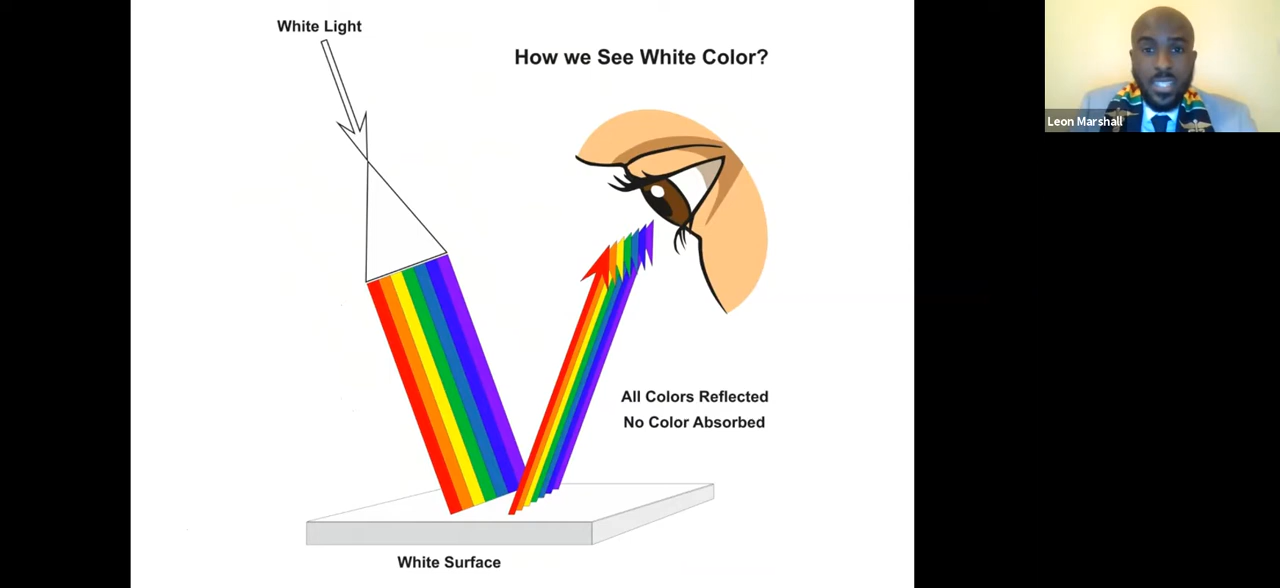 White Light
How we See White Color?
Leon Marshall
All Colors Reflected
No Color Absorbed
White Surface